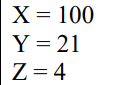 X = 100
Y = 21
Z = 4